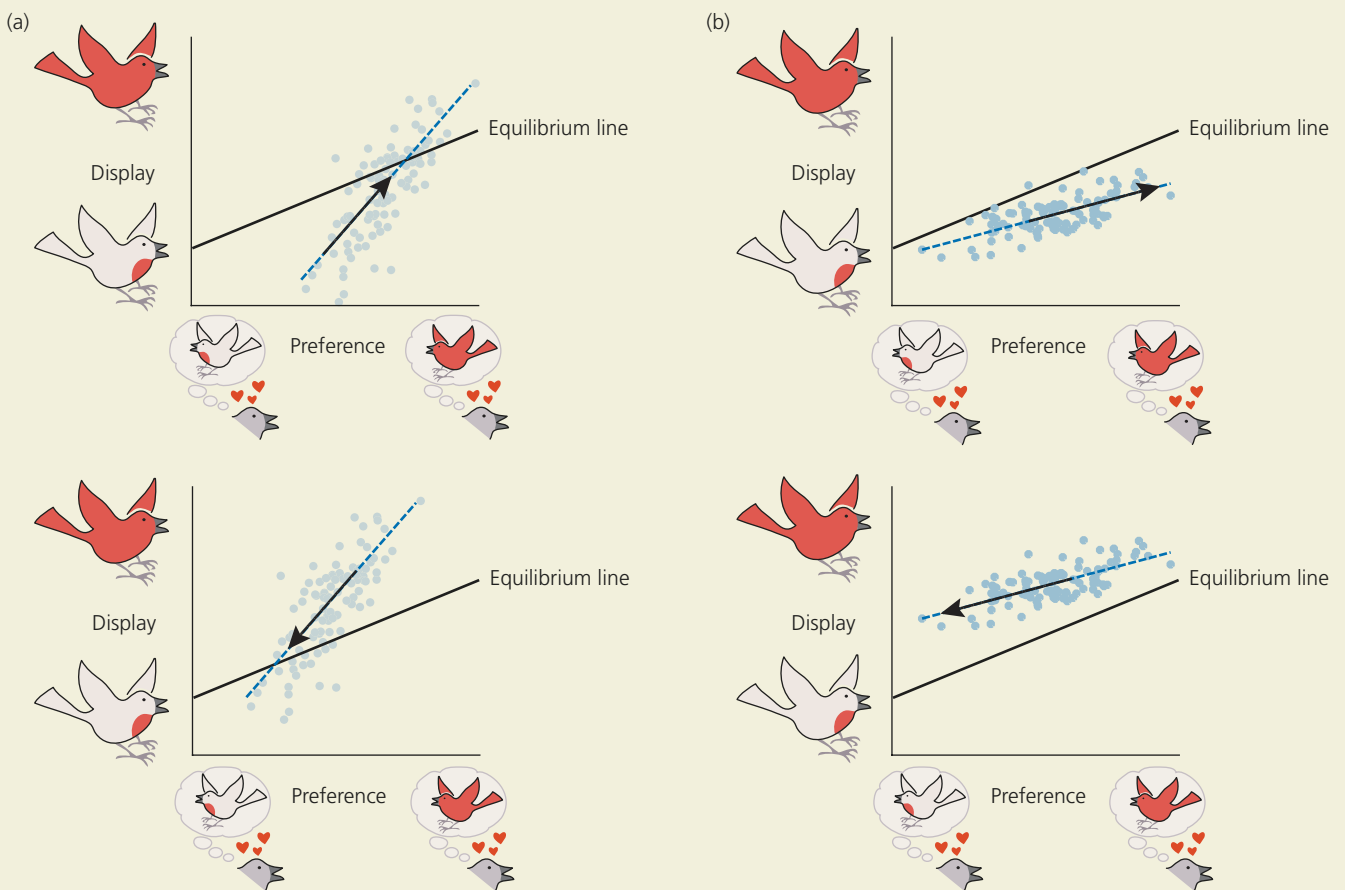 (a)
Equilibrium line
Display
Preference
Equilibrium line
Display
Preference
(b)
Equilibrium line
Display
Preference
Equilibrium line
Display
Preference